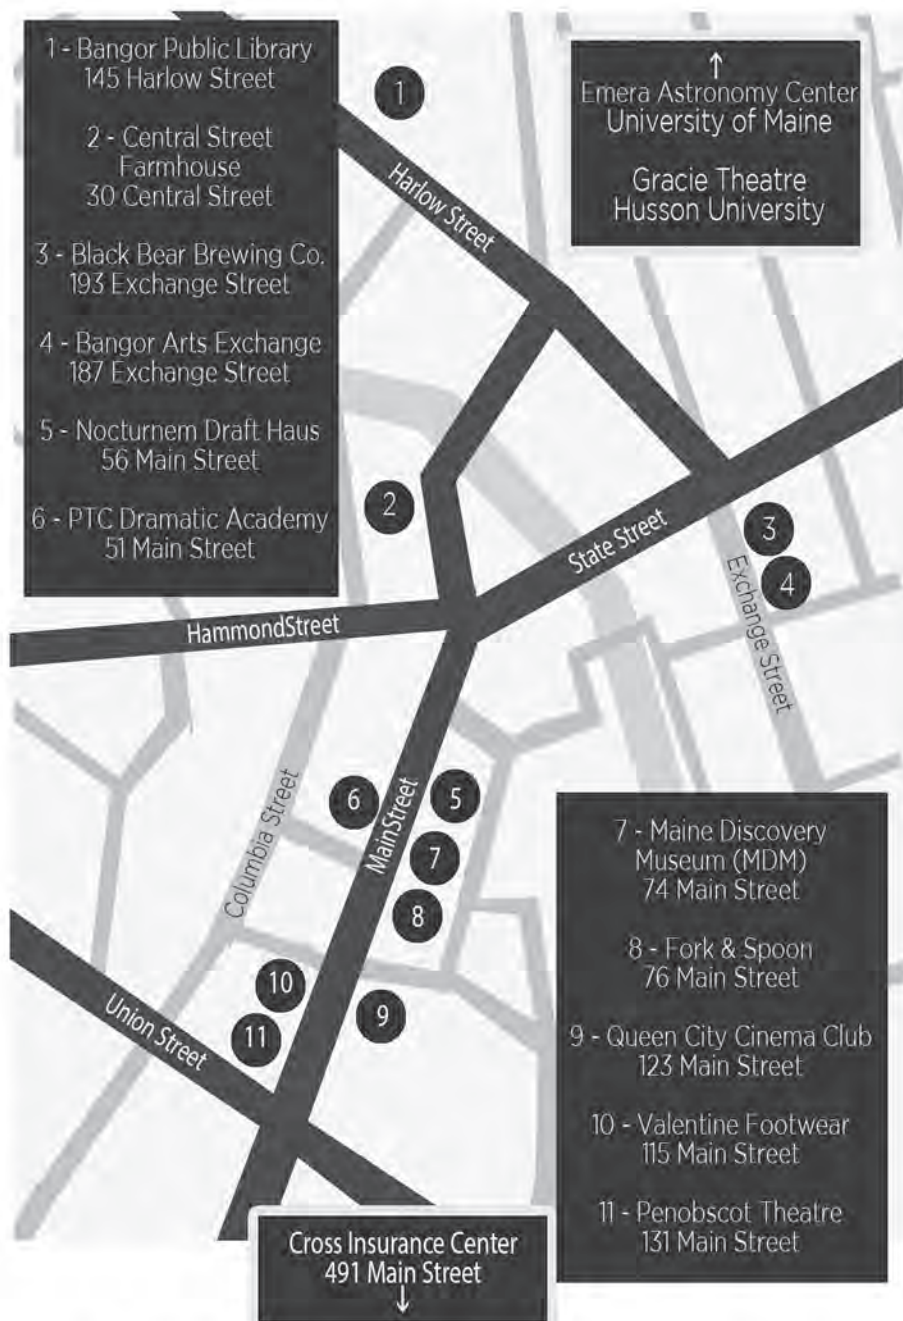 1 - Bangor Public Library
145 Harlow Street
2 - Central Street
Farmhouse
30 Central Street
3 - Black Bear Brewing Co.
193 Exchange Street
4 - Bangor Arts Exchange
187 Exchange Street
5 - Nocturnem Draft Haus
56 Main Street
6 - PTC Dramatic Academy
51 Main Street
↑
Emera Astronomy Center
University of Maine
Gracie Theatre
Husson University
1
Harlow Street
2
State Street
3
4
Exchange Street
HammondStreet
Columbia Street
MainStreet
6
5
7
8
10
9
11
Union Street
7 - Maine Discovery
Museum (MDM)
74 Main Street
8 - Fork & Spoon
76 Main Street
9 - Queen City Cinema Club
123 Main Street
10 - Valentine Footwear
115 Main Street
11 - Penobscot Theatre
131 Main Street
Cross Insurance Center
491 Main Street
↓